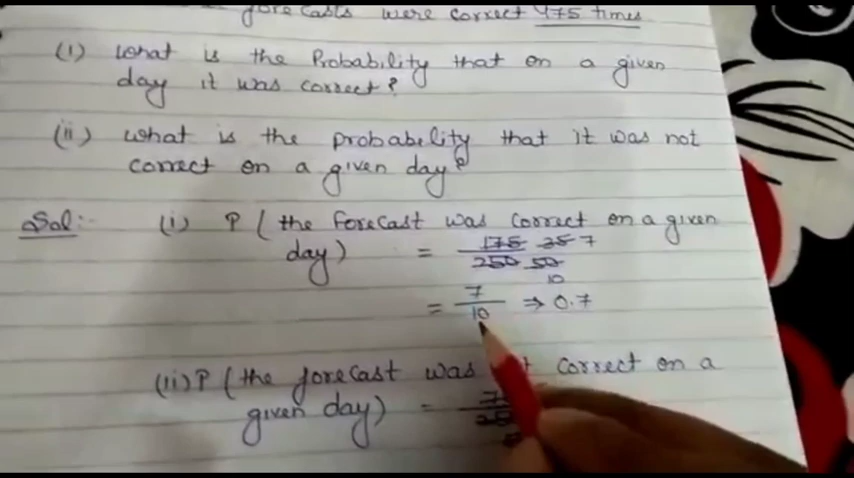 forecasts were correct 175 times
(i) what is the Probability that on a given
day it was correct?
(ii) what is the probability that it was not
correct on a given day?
Sol:- (i) P (the forecast was correct on a given
day) = 175 35 7
250 50
10
= 7
10 ⇒ 0.7
(ii) P (the forecast was correct on a
given day) =